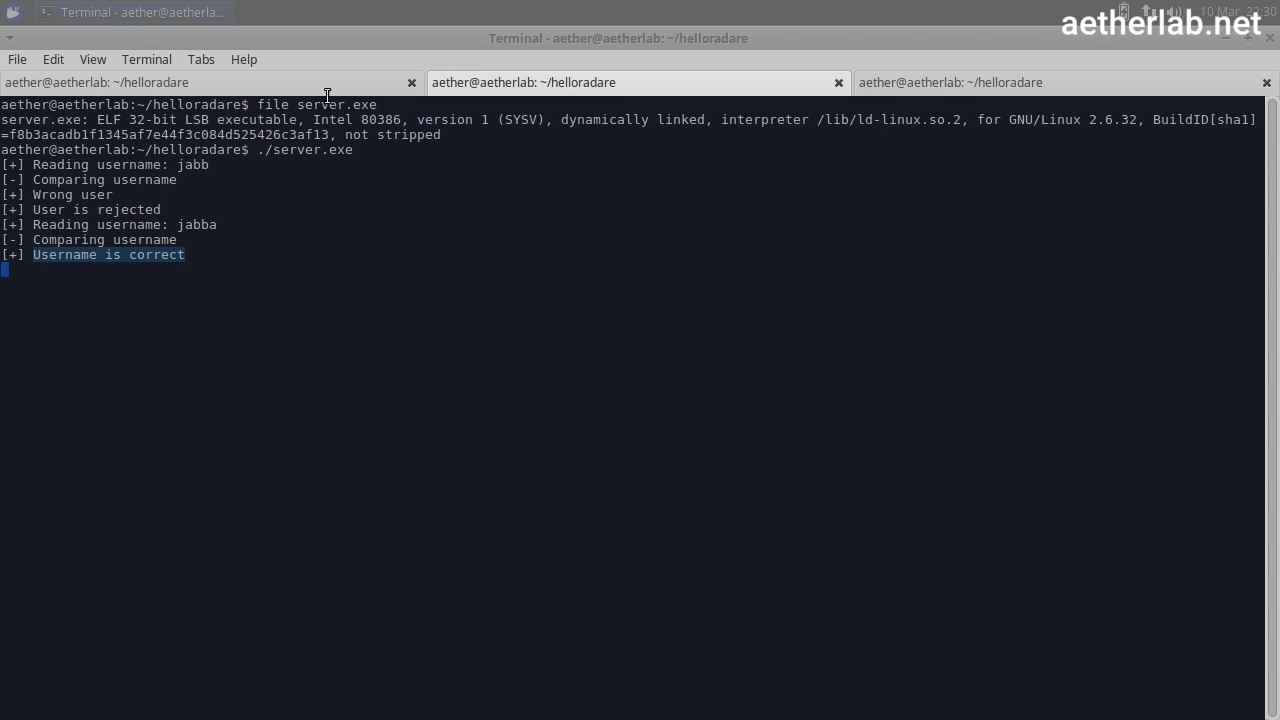 Terminal - aether@aetherla...
10 Mar, 23:30
aetherlab.net
Terminal - aether@aetherlab: ~/helloradare
File Edit View Terminal Tabs Help
aether@aetherlab: ~/helloradare
aether@aetherlab: ~/helloradare
aether@aetherlab: ~/helloradare
aether@aetherlab:~/helloradare$ file server.exe
server.exe: ELF 32-bit LSB executable, Intel 80386, version 1 (SYSV), dynamically linked, interpreter /lib/ld-linux.so.2, for GNU/Linux 2.6.32, BuildID[sha1]
=f8b3acadb1f1345af7e44f3c084d525426c3af13, not stripped
aether@aetherlab:~/helloradare$ ./server.exe
[+] Reading username: jabb
[-] Comparing username
[+] Wrong user
[+] User is rejected
[+] Reading username: jabba
[-] Comparing username
[+] Username is correct